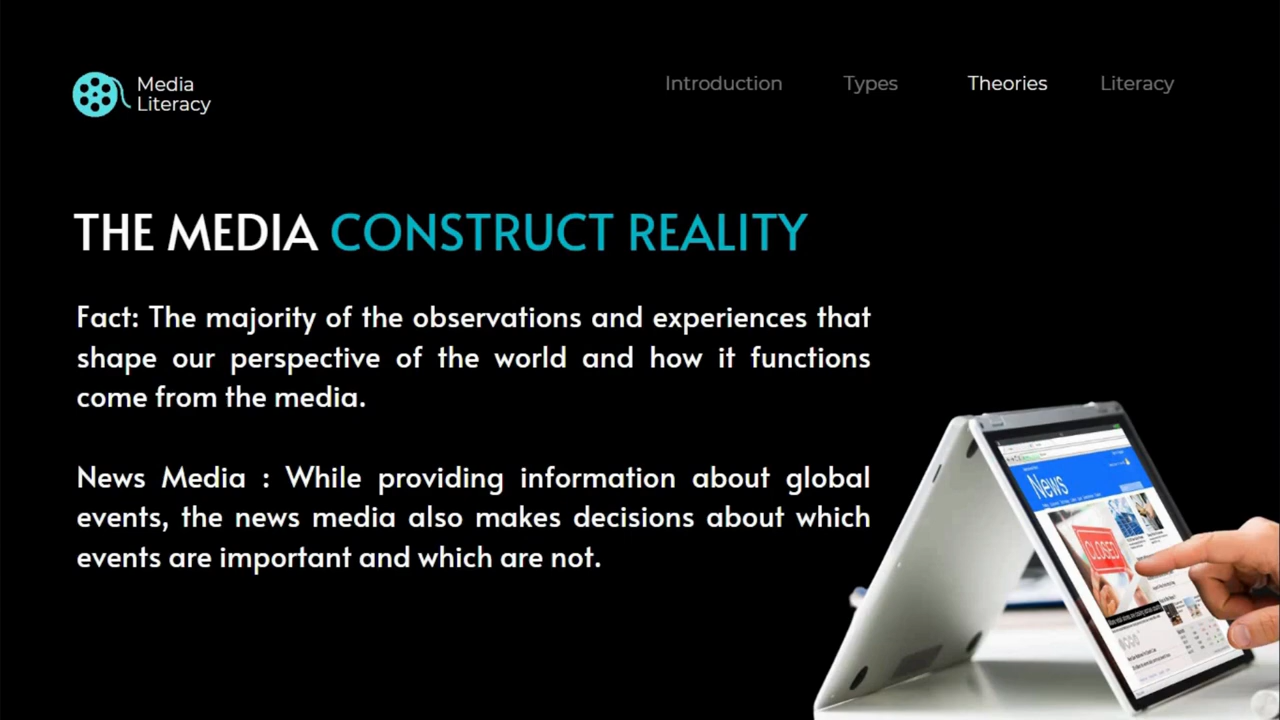 Media
Literacy
Introduction Types Theories Literacy
THE MEDIA CONSTRUCT REALITY
Fact: The majority of the observations and experiences that
shape our perspective of the world and how it functions
come from the media.
News Media : While providing information about global
events, the news media also makes decisions about which
events are important and which are not.
News
CLOSED